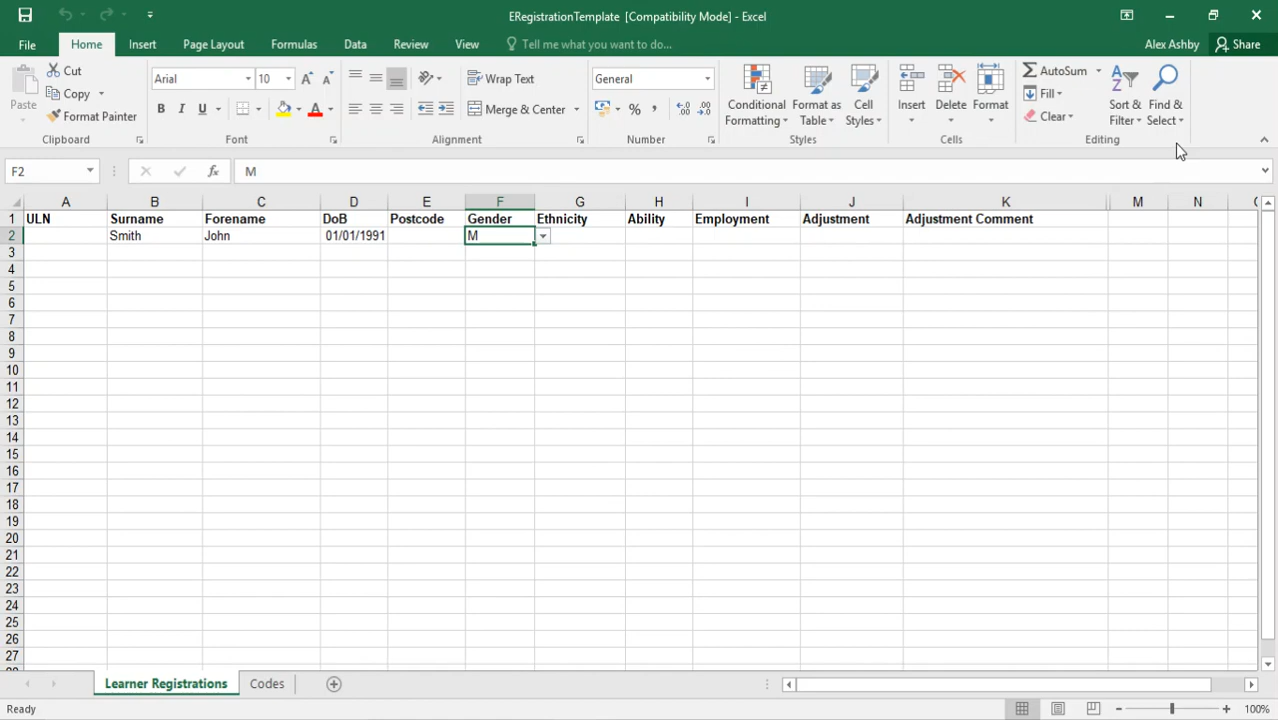 ERegistrationTemplate [Compatibility Mode] - Excel
File Home Insert Page Layout Formulas Data Review View Tell me what you want to do... Alex Ashby Share
Paste
Cut
Copy
Format Painter
Clipboard
Arial 10
B I U
Font
Wrap Text
Merge & Center
Alignment
General
%
Number
Conditional Formatting
Format as Table
Cell Styles
Styles
Insert
Delete
Format
Cells
AutoSum
Fill
Clear
Sort & Filter
Find & Select
Editing
F2 fx M
A B C D E F G H I J K M N
1 ULN Surname Forename DoB Postcode Gender Ethnicity Ability Employment Adjustment Adjustment Comment
2 Smith John 01/01/1991 M
3
4
5
6
7
8
9
10
11
12
13
14
15
16
17
18
19
20
21
22
23
24
25
26
27
Learner Registrations Codes
Ready 100%